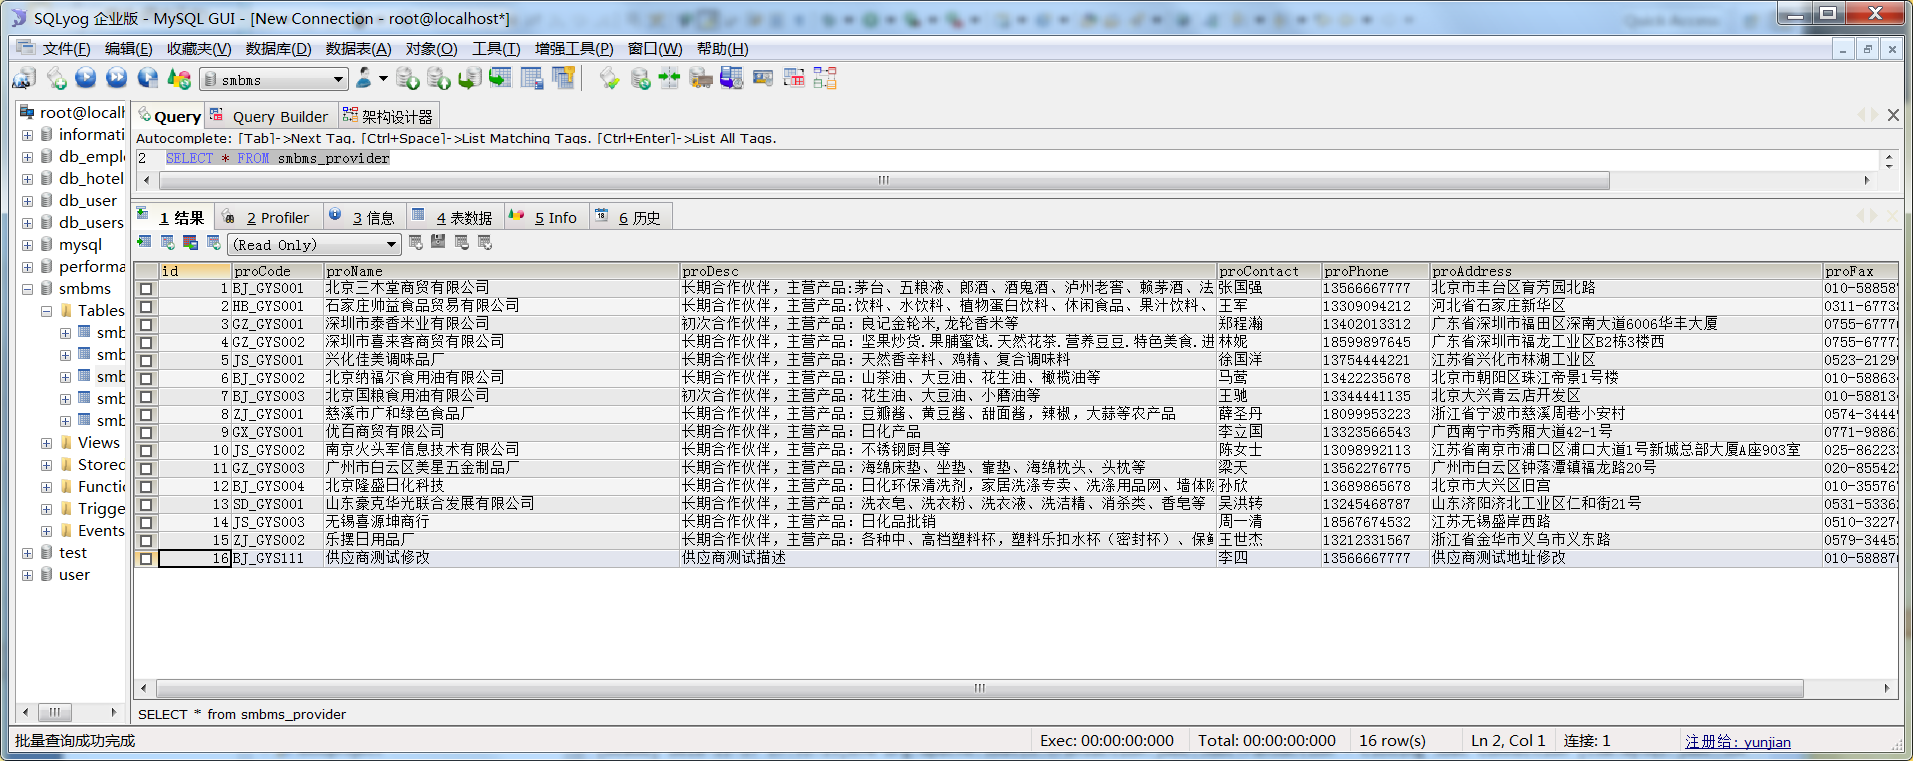 SQLyog 企业版 - MySQL GUI - [New Connection - root@localhost*]
文件(F) 编辑(E) 收藏夹(V) 数据库(D) 数据表(A) 对象(O) 工具(T) 增强工具(P) 窗口(W) 帮助(H)
smbms
root@localh
informati
db_empl
db_hotel
db_user
db_users
mysql
performa
smbms
Tables
smb
smb
smb
smb
smb
Views
Stored
Functi
Trigge
Events
test
user
Query Query Builder 架构设计器
Autocomplete: [Tab]->Next Tag. [Ctrl+Space]->List Matching Tags. [Ctrl+Enter]->List All Tags.
2 SELECT * FROM smbms_provider
1 结果 2 Profiler 3 信息 4 表数据 5 Info 6 历史
(Read Only)
id proCode proName proDesc proContact proPhone proAddress proFax
1 BJ_GYS001 北京三木堂商贸有限公司 长期合作伙伴，主营产品:茅台、五粮液、郎酒、酒鬼酒、泸州老窖、赖茅酒、法 张国强 13566667777 北京市丰台区育芳园北路 010-58858
2 HB_GYS001 石家庄帅益食品贸易有限公司 长期合作伙伴，主营产品:饮料、水饮料、植物蛋白饮料、休闲食品、果汁饮料、 王军 13309094212 河北省石家庄新华区 0311-67738
3 GZ_GYS001 深圳市泰香米业有限公司 初次合作伙伴，主营产品：良记金轮米,龙轮香米等 郑程瀚 13402013312 广东省深圳市福田区深南大道6006华丰大厦 0755-67776
4 GZ_GYS002 深圳市喜来客商贸有限公司 长期合作伙伴，主营产品：坚果炒货.果脯蜜饯.天然花茶.营养豆豆.特色美食.进 林妮 18599897645 广东省深圳市福龙工业区B2栋3楼西 0755-67772
5 JS_GYS001 兴化佳美调味品厂 长期合作伙伴，主营产品：天然香辛料、鸡精、复合调味料 徐国洋 13754444221 江苏省兴化市林湖工业区 0523-21299
6 BJ_GYS002 北京纳福尔食用油有限公司 长期合作伙伴，主营产品：山茶油、大豆油、花生油、橄榄油等 马莺 13422235678 北京市朝阳区珠江帝景1号楼 010-588634
7 BJ_GYS003 北京国粮食用油有限公司 初次合作伙伴，主营产品：花生油、大豆油、小磨油等 王驰 13344441135 北京大兴青云店开发区 010-588134
8 ZJ_GYS001 慈溪市广和绿色食品厂 长期合作伙伴，主营产品：豆瓣酱、黄豆酱、甜面酱，辣椒，大蒜等农产品 薛圣丹 18099953223 浙江省宁波市慈溪周巷小安村 0574-34449
9 GX_GYS001 优百商贸有限公司 长期合作伙伴，主营产品：日化产品 李立国 13323566543 广西南宁市秀厢大道42-1号 0771-98861
10 JS_GYS002 南京火头军信息技术有限公司 长期合作伙伴，主营产品：不锈钢厨具等 陈女士 13098992113 江苏省南京市浦口区浦口大道1号新城总部大厦A座903室 025-862233
11 GZ_GYS003 广州市白云区美星五金制品厂 长期合作伙伴，主营产品：海绵床垫、坐垫、靠垫、海绵枕头、头枕等 梁天 13562276775 广州市白云区钟落潭镇福龙路20号 020-855422
12 BJ_GYS004 北京隆盛日化科技 长期合作伙伴，主营产品：日化环保清洗剂，家居洗涤专卖、洗涤用品网、墙体 孙欣 13689865678 北京市大兴区旧宫 010-35576
13 SD_GYS001 山东豪克华光联合发展有限公司 长期合作伙伴，主营产品：洗衣皂、洗衣粉、洗衣液、洗洁精、消杀类、香皂等 吴洪转 13245468787 山东济阳济北工业区仁和街21号 0531-53362
14 JS_GYS003 无锡喜源坤商行 长期合作伙伴，主营产品：日化品批销 周一清 18567674532 江苏无锡盛岸西路 0510-32274
15 ZJ_GYS002 乐摆日用品厂 长期合作伙伴，主营产品：各种中、高档塑料杯，塑料乐扣水杯（密封杯）、保 王世杰 13212331567 浙江省金华市义乌市义东路 0579-34452
16 BJ_GYS111 供应商测试修改 供应商测试描述 李四 13566667777 供应商测试地址修改 010-588876
SELECT * from smbms_provider
批量查询成功完成 Exec: 00:00:00:000 Total: 00:00:00:000 16 row(s) Ln 2, Col 1 连接: 1 注册给: yunjian